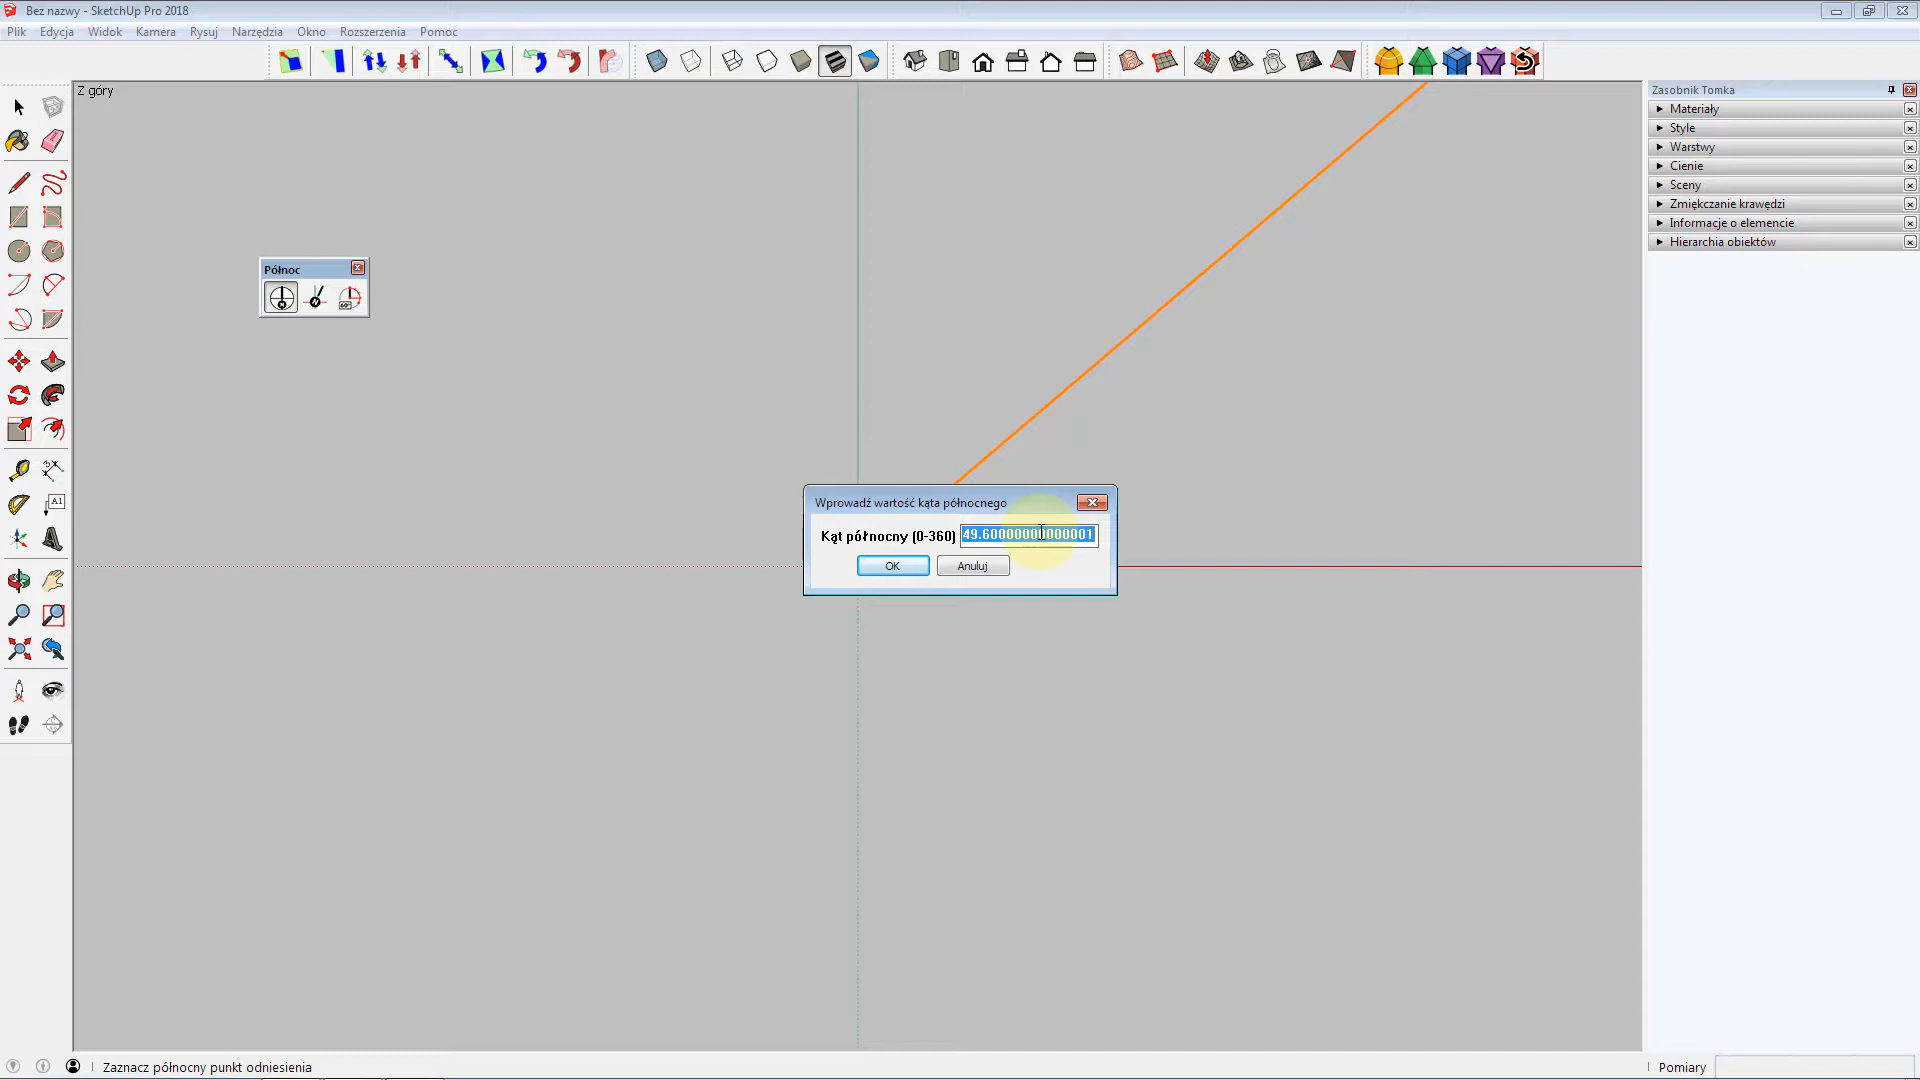 Bez nazwy - SketchUp Pro 2018
Plik Edycja Widok Kamera Rysuj Narzędzia Okno Rozszerzenia Pomoc
Z góry
Zasobnik Tomka
Materiały
Style
Warstwy
Cienie
Sceny
Zmiękczanie krawędzi
Informacje o elemencie
Hierarchia obiektów
Północ
60°
A1
Wprowadź wartość kąta północnego
Kąt północny (0-360) 49.60000000000001
OK Anuluj
Zaznacz północny punkt odniesienia
Pomiary